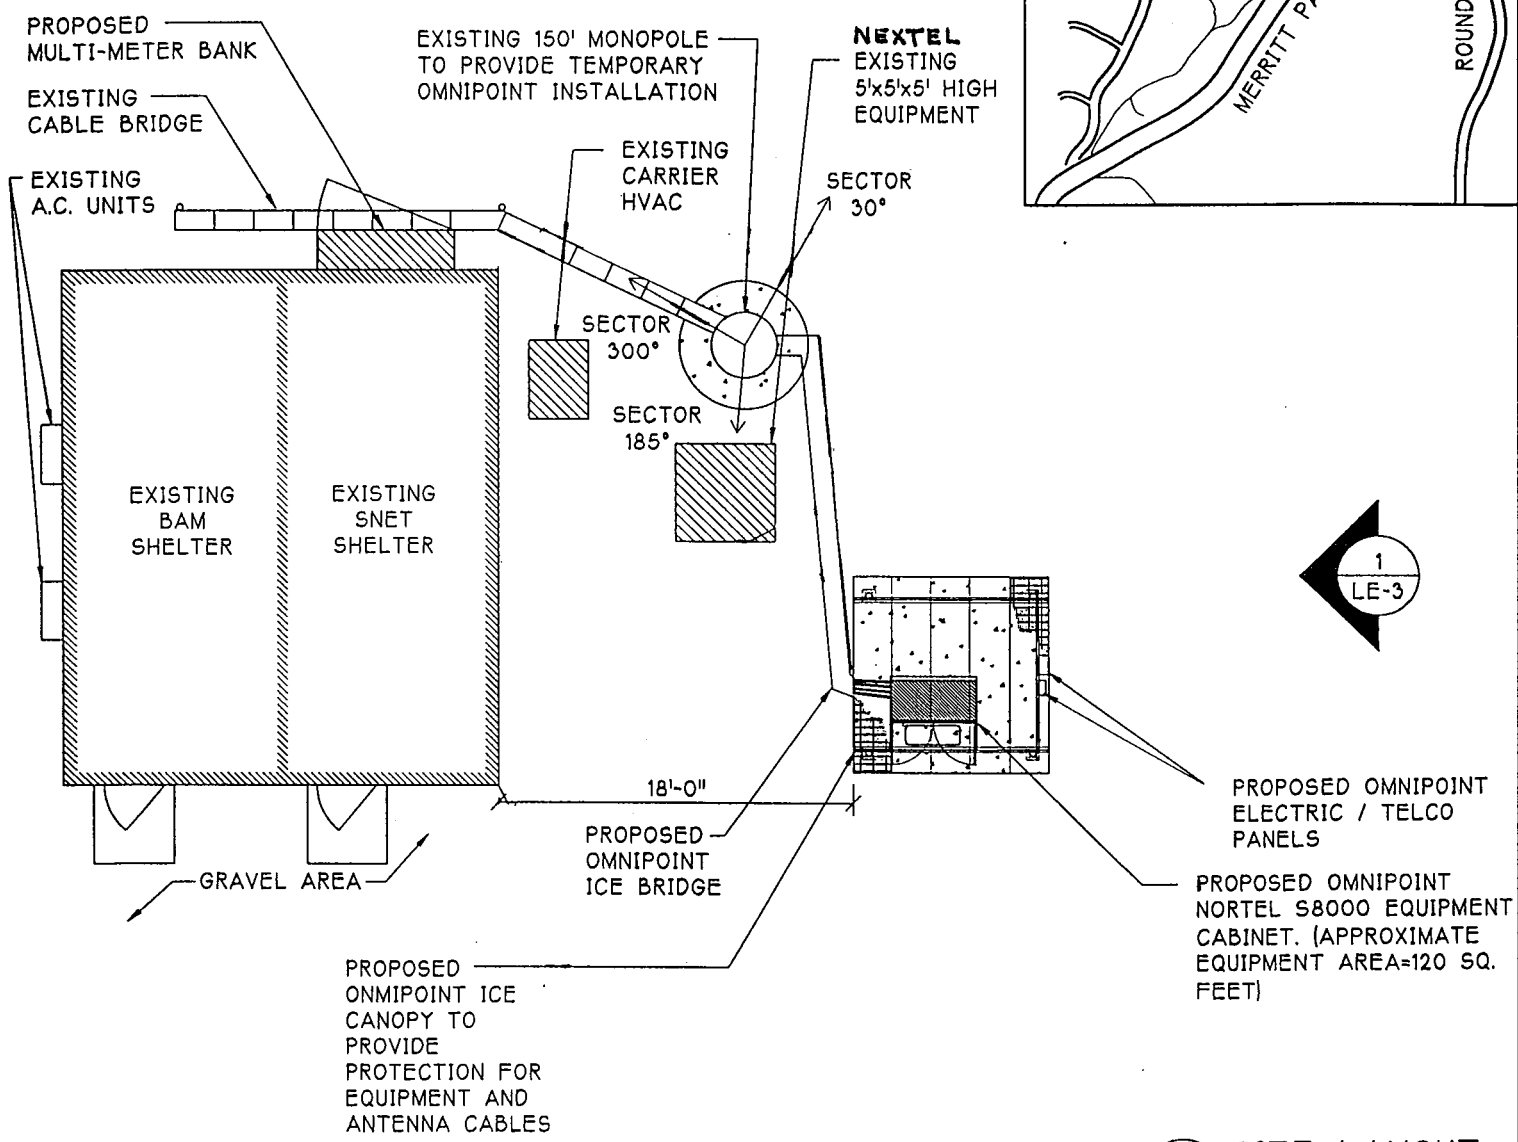 PROPOSED
MULTI-METER BANK
EXISTING
CABLE BRIDGE
EXISTING
A.C. UNITS
EXISTING 150' MONOPOLE
TO PROVIDE TEMPORARY
OMNIPOINT INSTALLATION
NEXTEL
EXISTING
5'x5'x5' HIGH
EQUIPMENT
MERRITT
ROUND
EXISTING
CARRIER
HVAC
SECTOR
30°
SECTOR
300°
SECTOR
185°
EXISTING
BAM
SHELTER
EXISTING
SNET
SHELTER
1
LE-3
18'-0"
GRAVEL AREA
PROPOSED
OMNIPOINT
ICE BRIDGE
PROPOSED OMNIPOINT
ELECTRIC / TELCO
PANELS
PROPOSED OMNIPOINT
NORTEL S8000 EQUIPMENT
CABINET. (APPROXIMATE
EQUIPMENT AREA=120 SQ.
FEET)
PROPOSED
ONMIPOINT ICE
CANOPY TO
PROVIDE
PROTECTION FOR
EQUIPMENT AND
ANTENNA CABLES